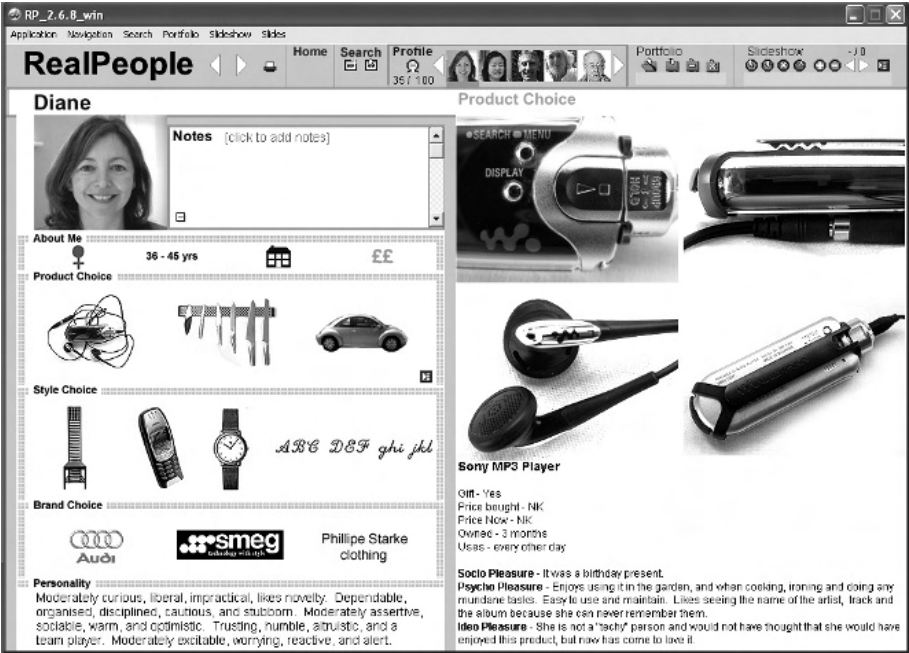 RP_2.6.8_win
Application Navigation Search Portfolio Slideshow Slides
RealPeople
Home
Search
Profile
35 / 100
Portfolio
Slideshow
- / 0
Diane
Notes [click to add notes]
About Me
36 - 45 yrs
££
Product Choice
Style Choice
ABC DEF ghi jkl
Brand Choice
Audi
smeg
technology with style
Phillipe Starke
clothing
Personality
Moderately curious, liberal, impractical, likes novelty. Dependable,
organised, disciplined, cautious, and stubborn. Moderately assertive,
sociable, warm, and optimistic. Trusting, humble, altruistic, and a
team player. Moderately excitable, worrying, reactive, and alert.
Product Choice
SEARCH MENU
DISPLAY
GROUP
HOLD
Sony MP3 Player
Gift - Yes
Price bought - NK
Price Now - NK
Owned - 3 months
Uses - every other day
Socio Pleasure - It was a birthday present.
Psycho Pleasure - Enjoys using it in the garden, and when cooking, ironing and doing any
mundane tasks. Easy to use and maintain. Likes seeing the name of the artist, track and
the album because she can never remember them.
Ideo Pleasure - She is not a "techy" person and would not have thought that she would have
enjoyed this product, but now has come to love it.